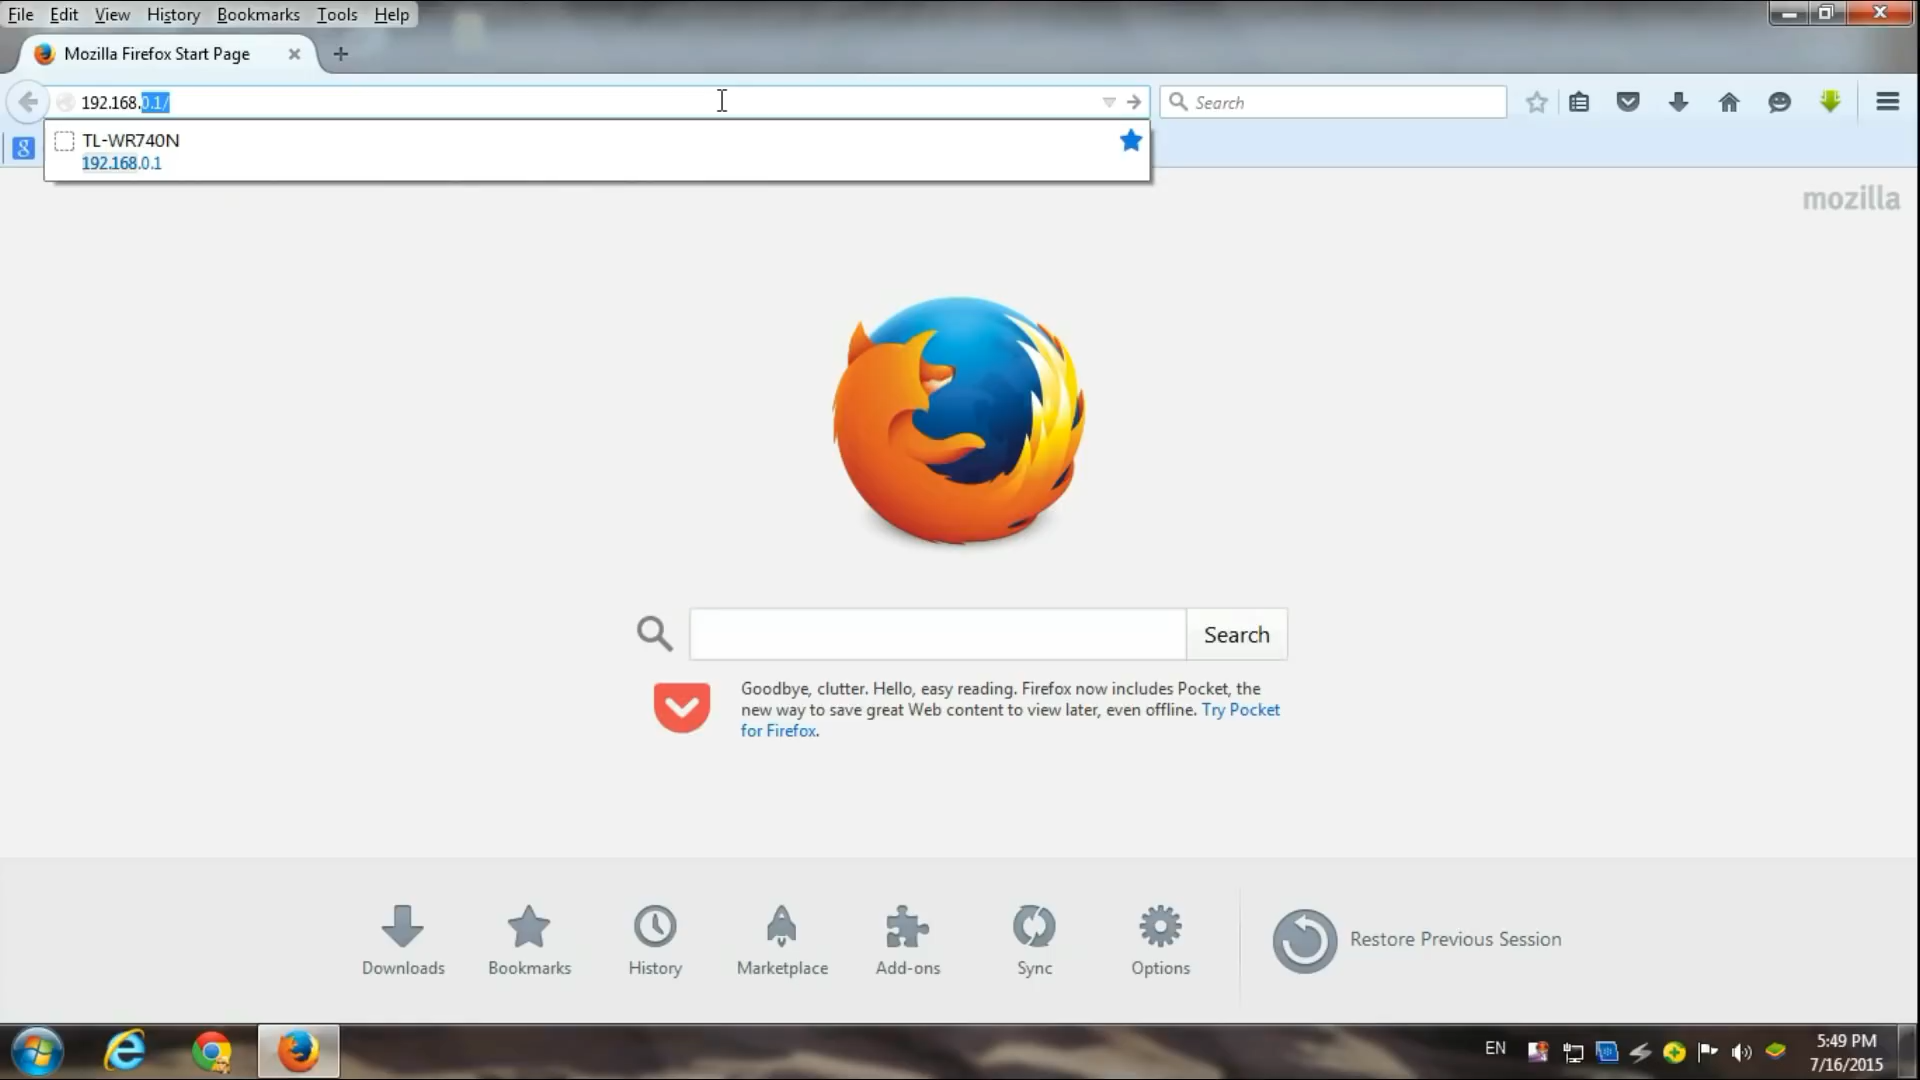 File Edit View History Bookmarks Tools Help
Mozilla Firefox Start Page
192.168.0.1/
Search
TL-WR740N
192.168.0.1
mozilla
Search
Goodbye, clutter. Hello, easy reading. Firefox now includes Pocket, the
new way to save great Web content to view later, even offline. Try Pocket
for Firefox.
Downloads Bookmarks History Marketplace Add-ons Sync Options Restore Previous Session
EN
5:49 PM
7/16/2015